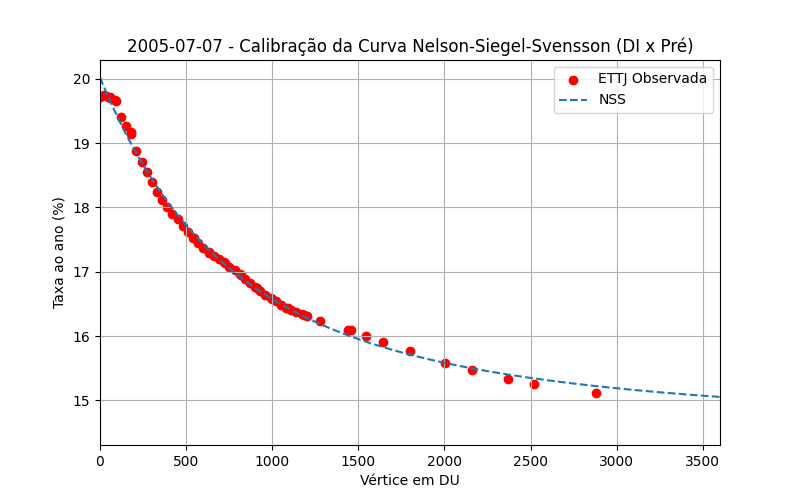 2005-07-07 - Calibração da Curva Nelson-Siegel-Svensson (DI x Pré)
ETTJ Observada
NSS
Taxa ao ano (%)
20
19
18
17
16
15
0 500 1000 1500 2000 2500 3000 3500
Vértice em DU